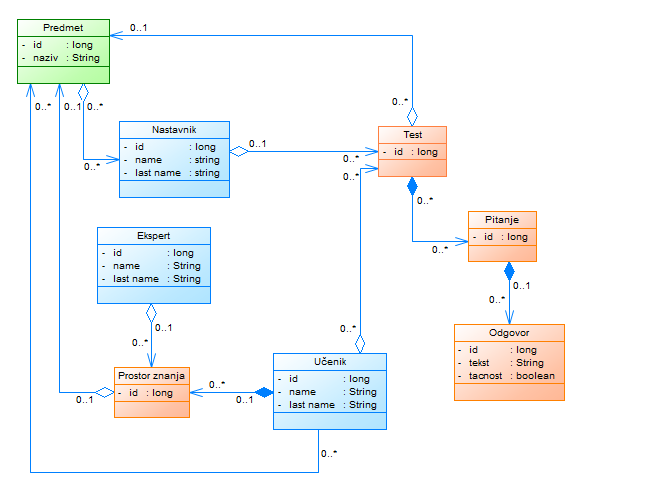 Predmet
- id : long
- naziv : String
0..1
0..*
0..1
0..*
0..*
Nastavnik
- id : long
- name : string
- last name : string
0..1
0..*
0..*
0..*
Test
- id : long
0..*
0..*
Pitanje
- id : long
0..1
0..*
Odgovor
- id : long
- tekst : String
- tacnost : boolean
Ekspert
- id : long
- name : String
- last name : String
0..1
0..*
Prostor znanja
- id : long
0..1
0..*
0..1
0..*
Učenik
- id : long
- name : String
- last name : String
0..*